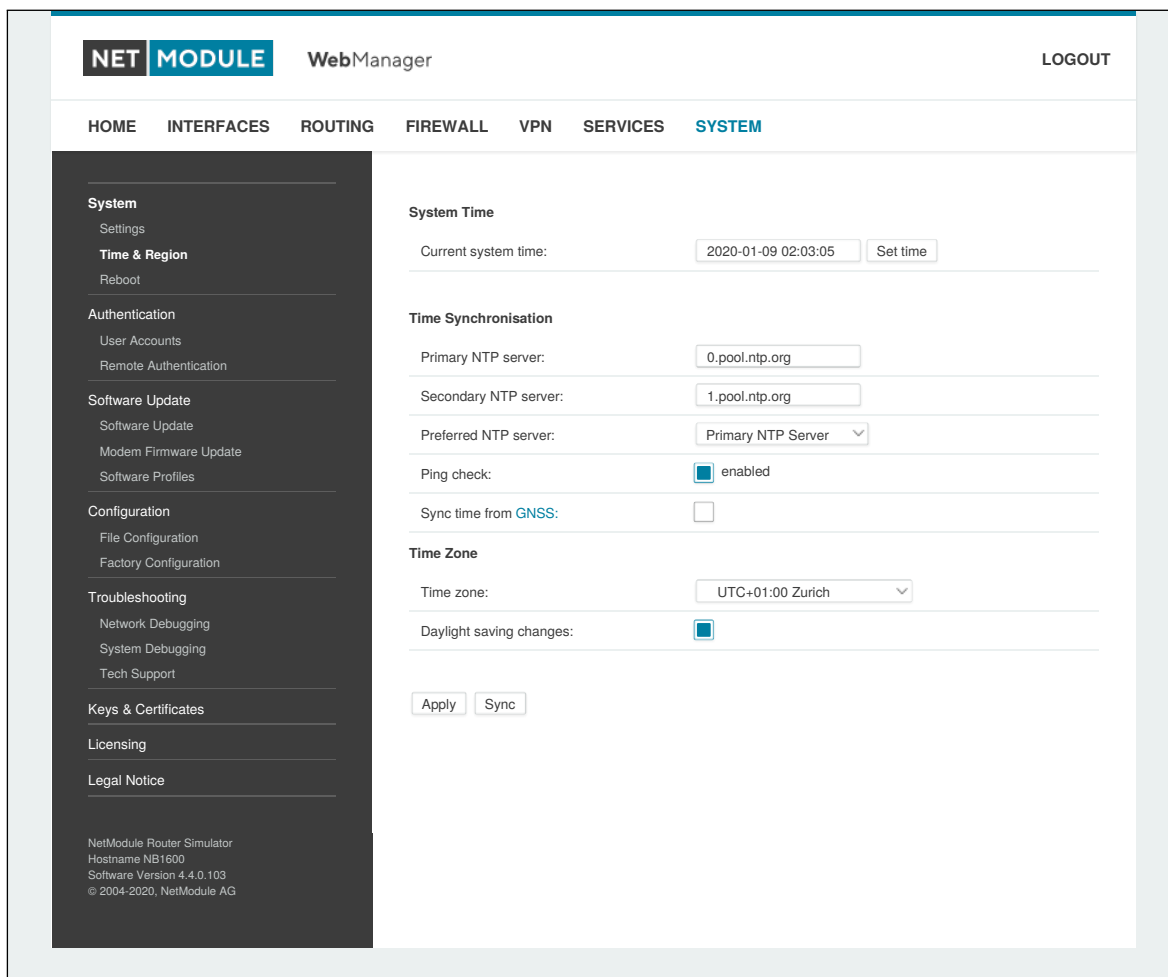 NET MODULE WebManager LOGOUT
HOME INTERFACES ROUTING FIREWALL VPN SERVICES SYSTEM
System
Settings
Time & Region
Reboot
Authentication
User Accounts
Remote Authentication
Software Update
Software Update
Modem Firmware Update
Software Profiles
Configuration
File Configuration
Factory Configuration
Troubleshooting
Network Debugging
System Debugging
Tech Support
Keys & Certificates
Licensing
Legal Notice
NetModule Router Simulator
Hostname NB1600
Software Version 4.4.0.103
© 2004-2020, NetModule AG
System Time
Current system time: 2020-01-09 02:03:05 Set time
Time Synchronisation
Primary NTP server: 0.pool.ntp.org
Secondary NTP server: 1.pool.ntp.org
Preferred NTP server: Primary NTP Server
Ping check: enabled
Sync time from GNSS:
Time Zone
Time zone: UTC+01:00 Zurich
Daylight saving changes:
Apply Sync